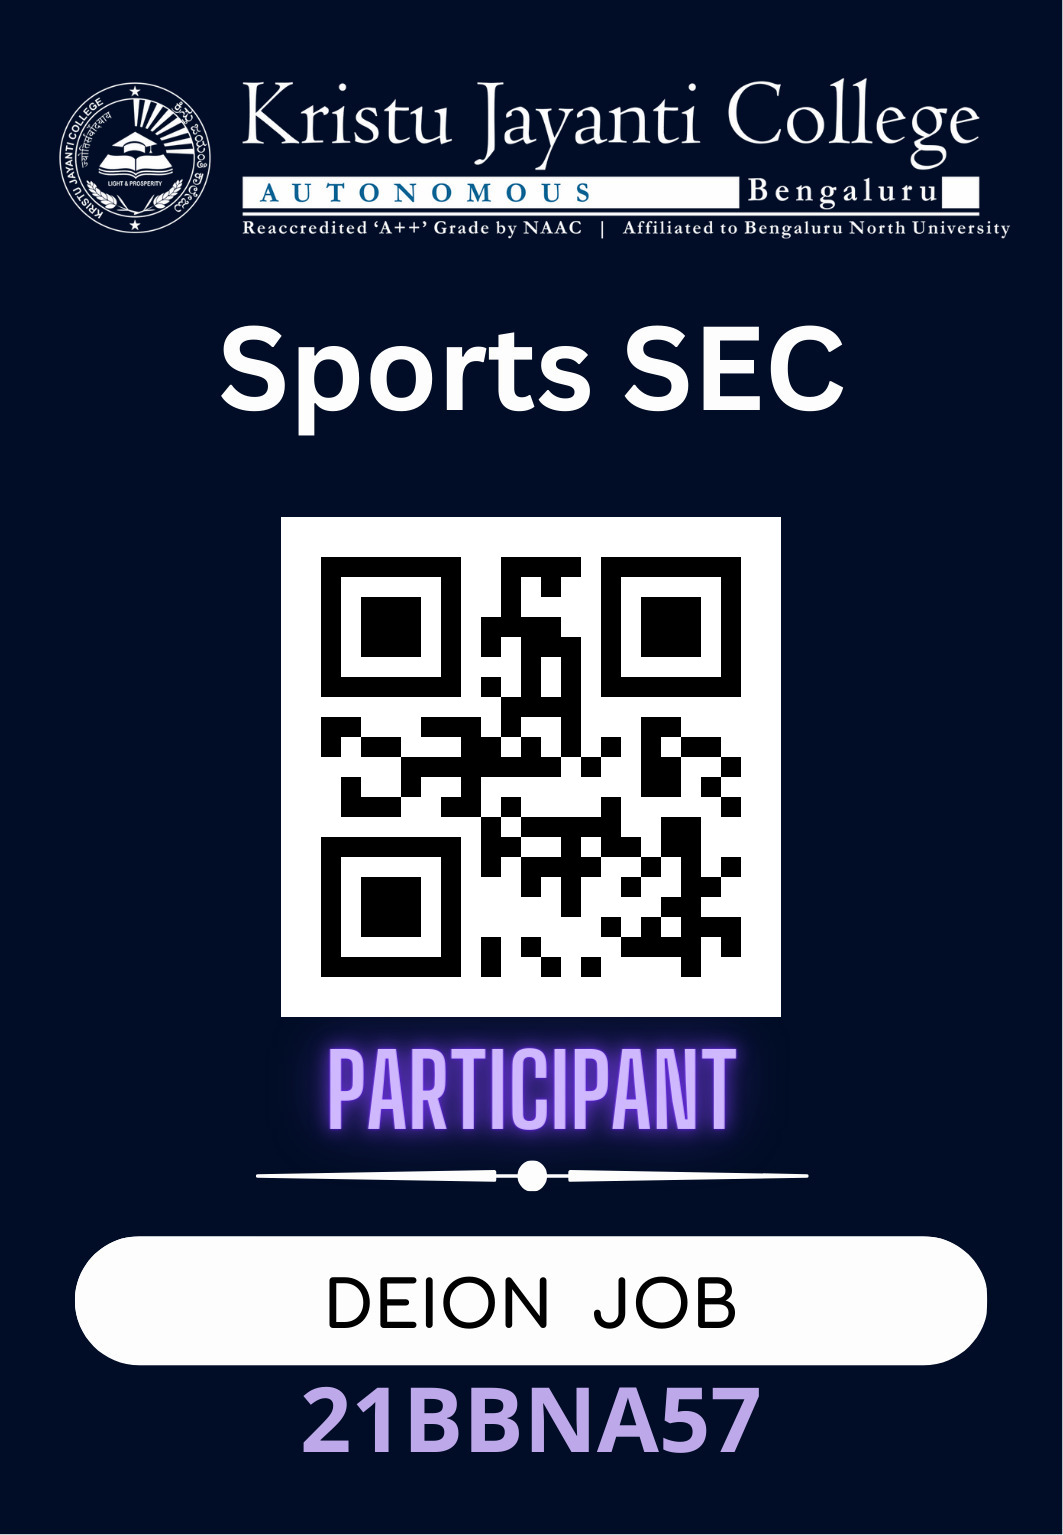 Kristu Jayanti College
AUTONOMOUS Bengaluru
Reaccredited ‘A++’ Grade by NAAC | Affiliated to Bengaluru North University
KRISTU JAYANTI COLLEGE
ಕ್ರಿಸ್ತು ಜಯಂತಿ ಕಾಲೇಜು
LIGHT & PROSPERITY
Sports SEC
PARTICIPANT
DEION JOB
21BBNA57